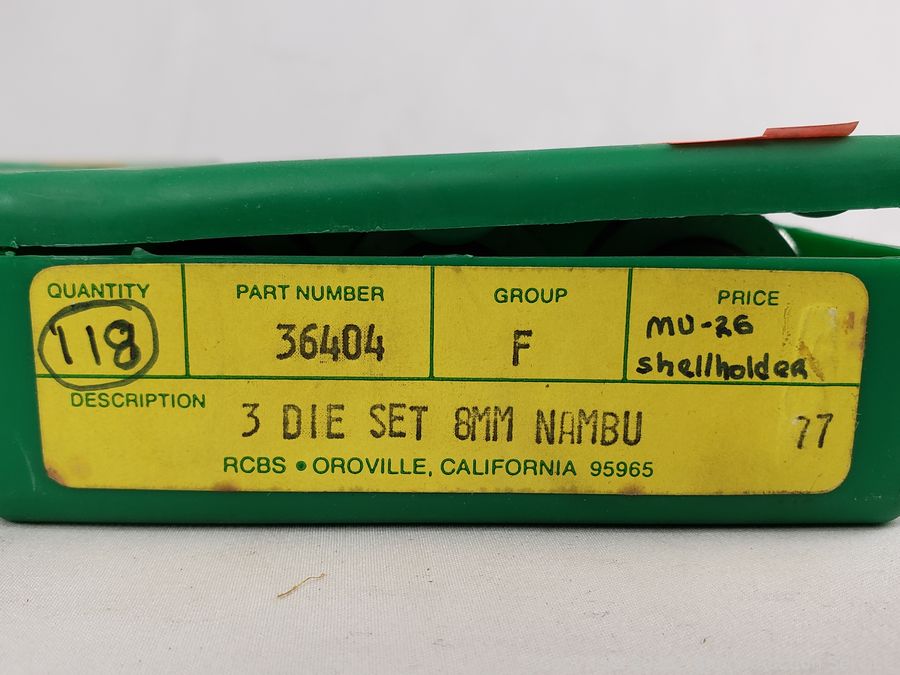 QUANTITY PART NUMBER GROUP PRICE
118 36404 F MU-26
shellholder
DESCRIPTION 3 DIE SET 8MM NAMBU 77
RCBS • OROVILLE, CALIFORNIA 95965